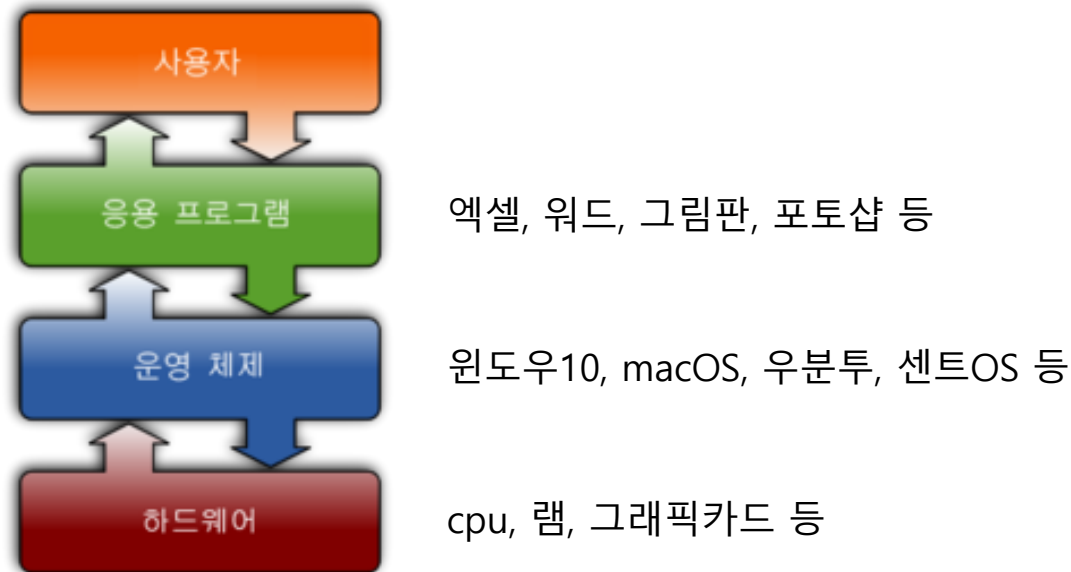 사용자
응용 프로그램
엑셀, 워드, 그림판, 포토샵 등
운영 체제
윈도우10, macOS, 우분투, 센트OS 등
하드웨어
cpu, 램, 그래픽카드 등